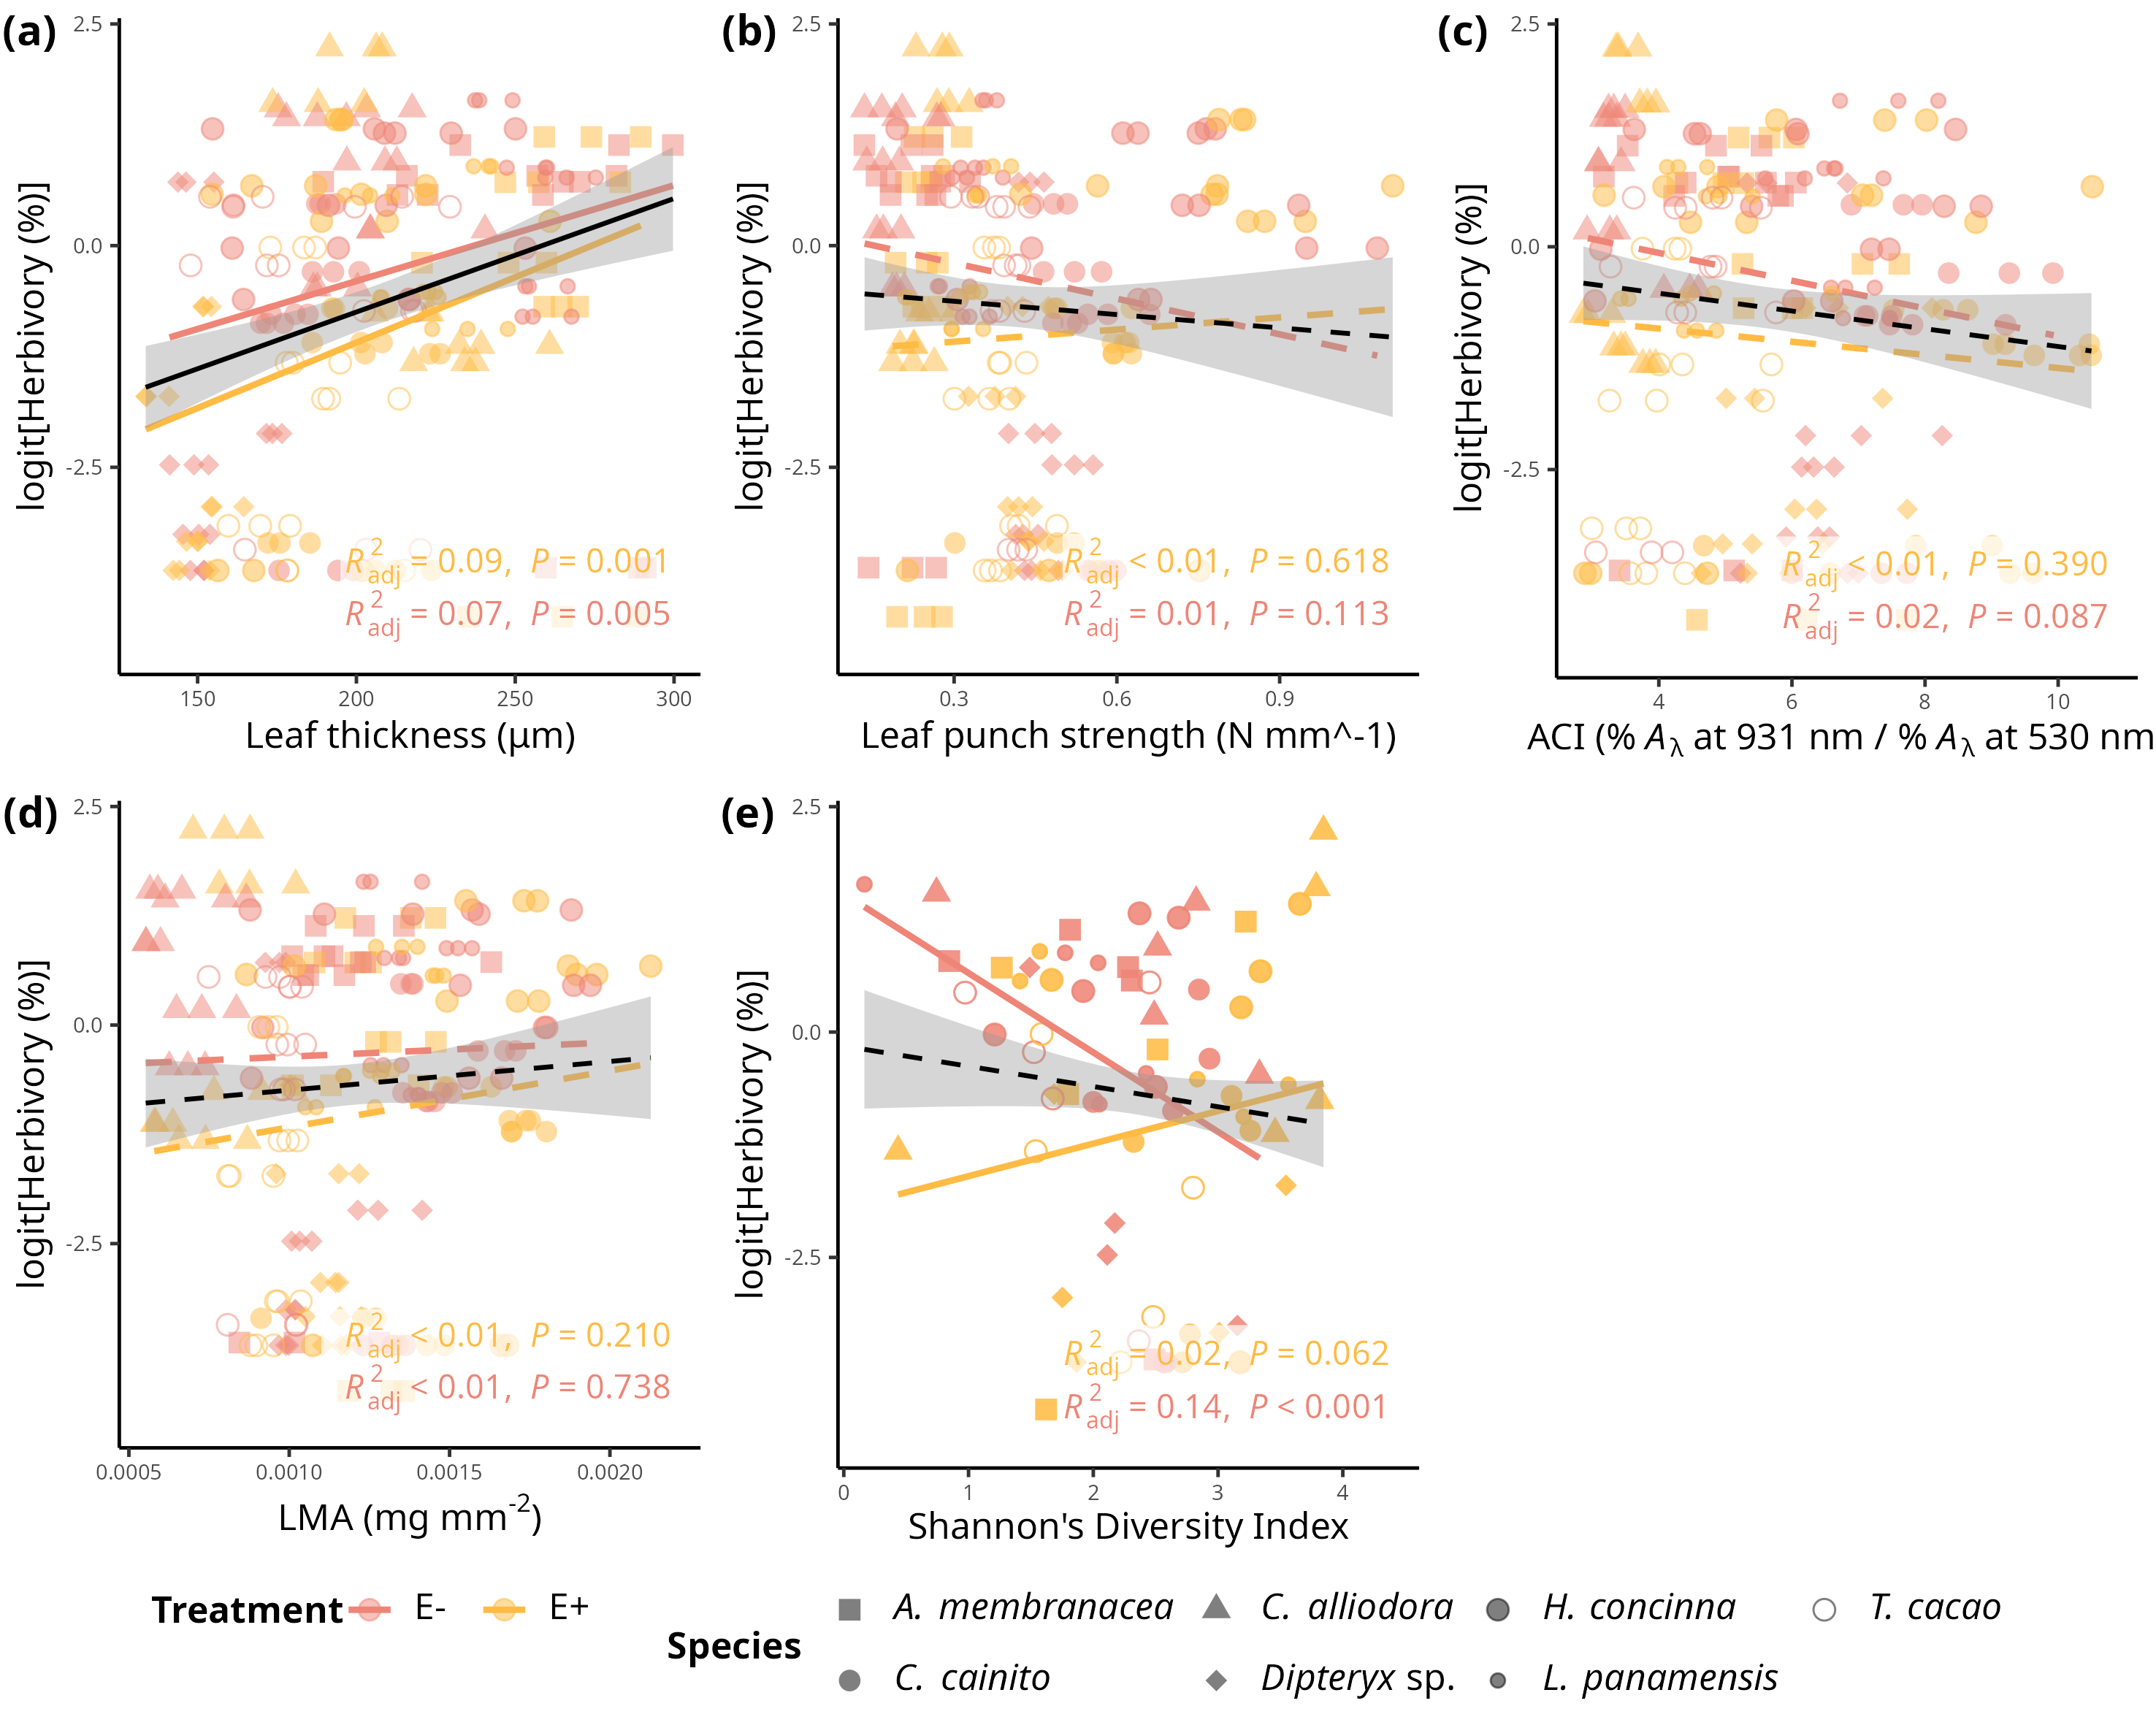 (a)
2.5
0.0
-2.5
logit[Herbivory (%)]
R²adj = 0.09, P = 0.001
R²adj = 0.07, P = 0.005
150 200 250 300
Leaf thickness (µm)
(b)
2.5
0.0
-2.5
logit[Herbivory (%)]
R²adj < 0.01, P = 0.618
R²adj = 0.01, P = 0.113
0.3 0.6 0.9
Leaf punch strength (N mm^-1)
(c)
2.5
0.0
-2.5
logit[Herbivory (%)]
R²adj < 0.01, P = 0.390
R²adj = 0.02, P = 0.087
4 6 8 10
ACI (% Aλ at 931 nm / % Aλ at 530 nm
(d)
2.5
0.0
-2.5
logit[Herbivory (%)]
R²adj < 0.01, P = 0.210
R²adj < 0.01, P = 0.738
0.0005 0.0010 0.0015 0.0020
LMA (mg mm⁻²)
(e)
2.5
0.0
-2.5
logit[Herbivory (%)]
R²adj = 0.02, P = 0.062
R²adj = 0.14, P < 0.001
0 1 2 3 4
Shannon's Diversity Index
Treatment E- E+
Species
A. membranacea C. alliodora H. concinna T. cacao
C. cainito Dipteryx sp. L. panamensis